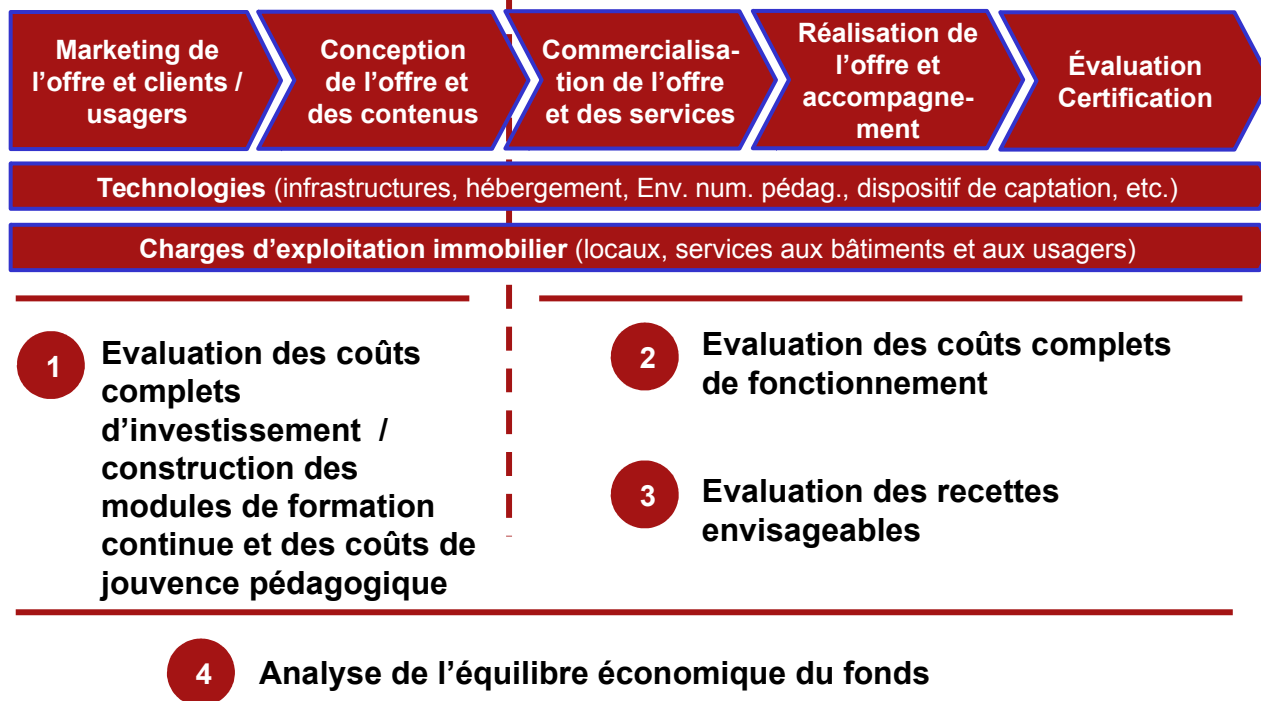 Marketing de
l’offre et clients /
usagers
Conception
de l’offre et
des contenus
Commercialisa-
tion de l’offre
et des services
Réalisation de
l’offre et
accompagne-
ment
Évaluation
Certification
Technologies (infrastructures, hébergement, Env. num. pédag., dispositif de captation, etc.)
Charges d’exploitation immobilier (locaux, services aux bâtiments et aux usagers)
1
Evaluation des coûts
complets
d’investissement /
construction des
modules de formation
continue et des coûts de
jouvence pédagogique
2
Evaluation des coûts complets
de fonctionnement
3
Evaluation des recettes
envisageables
4
Analyse de l’équilibre économique du fonds